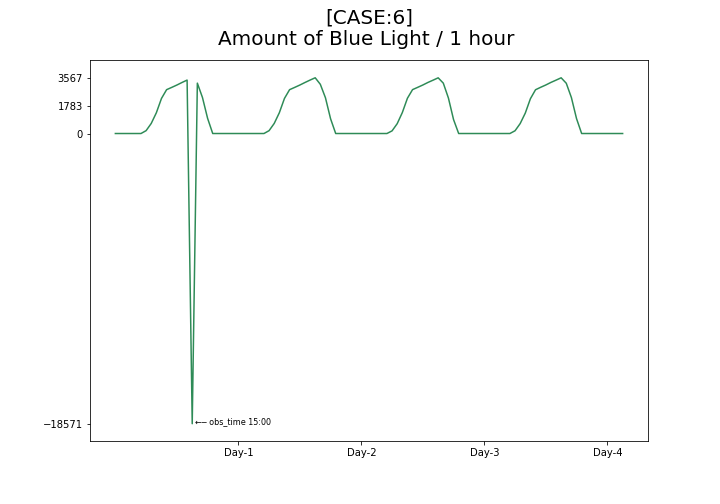 [CASE:6]
Amount of Blue Light / 1 hour
3567
1783
0
−18571
←─ obs_time 15:00
Day-1
Day-2
Day-3
Day-4